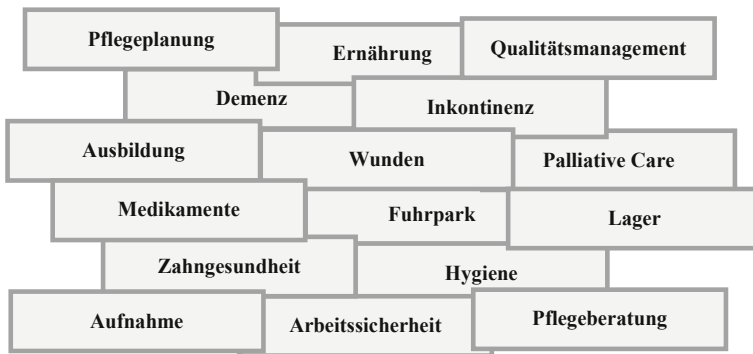 Pflegeplanung
Ernährung
Qualitätsmanagement
Demenz
Inkontinenz
Ausbildung
Wunden
Palliative Care
Medikamente
Fuhrpark
Lager
Zahngesundheit
Hygiene
Aufnahme
Arbeitssicherheit
Pflegeberatung